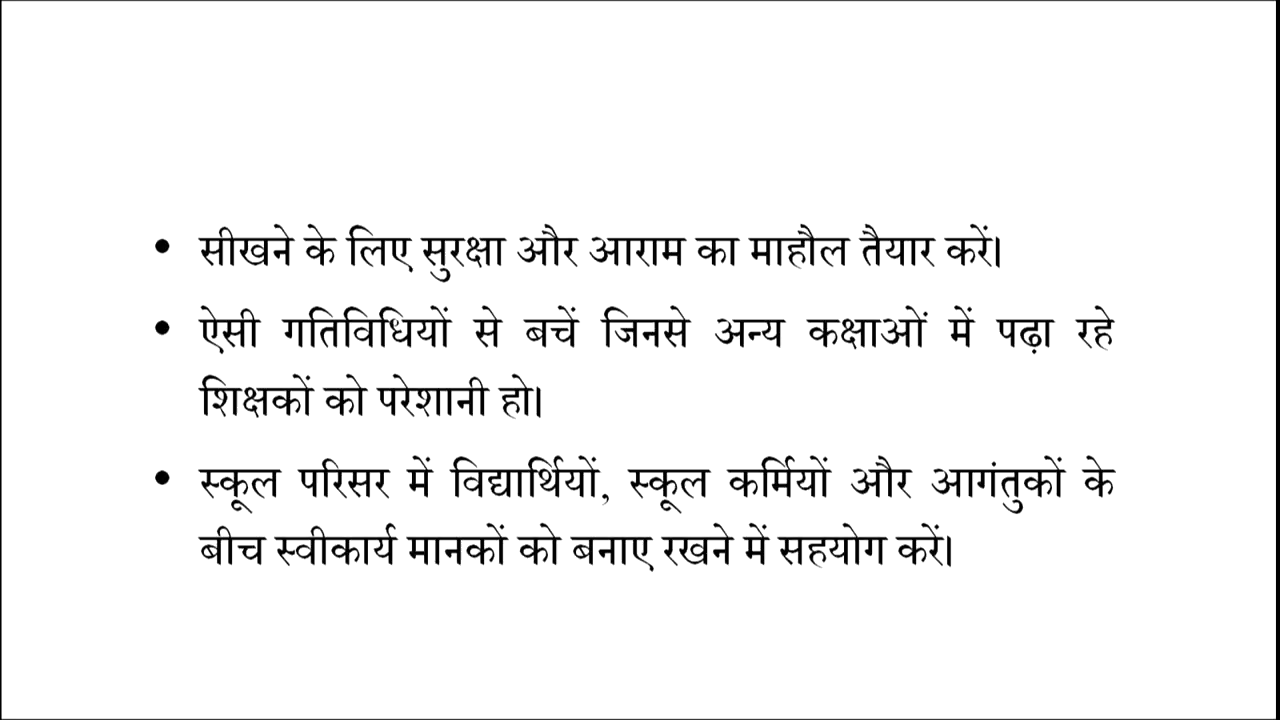 • सीखने के लिए सुरक्षा और आराम का माहौल तैयार करें।
• ऐसी गतिविधियों से बचें जिनसे अन्य कक्षाओं में पढ़ा रहे
शिक्षकों को परेशानी हो।
• स्कूल परिसर में विद्यार्थियों, स्कूल कर्मियों और आगंतुकों के
बीच स्वीकार्य मानकों को बनाए रखने में सहयोग करें।